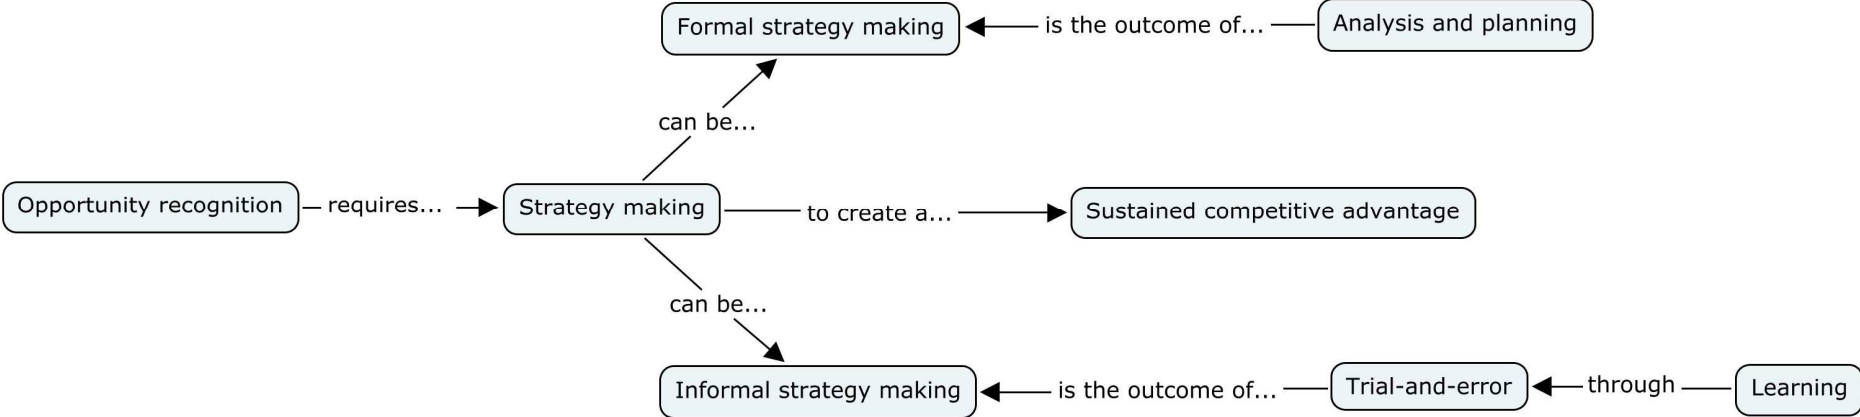 Formal strategy making
is the outcome of...
Analysis and planning
can be...
Opportunity recognition
requires...
Strategy making
to create a...
Sustained competitive advantage
can be...
Informal strategy making
is the outcome of...
Trial-and-error
through
Learning